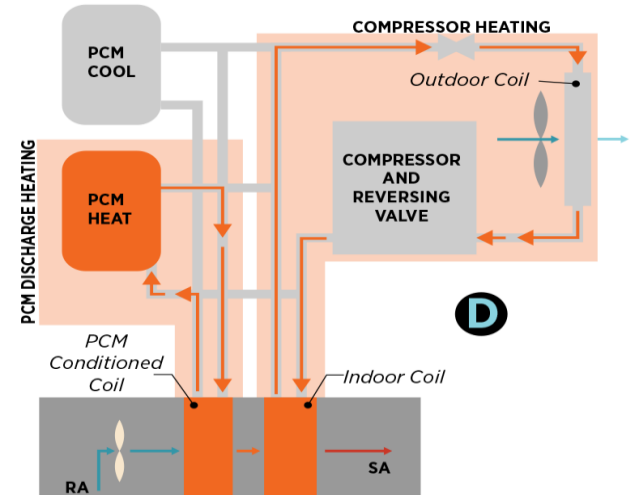 COMPRESSOR HEATING
PCM
COOL
Outdoor Coil
COMPRESSOR
AND
REVERSING
VALVE
PCM DISCHARGE HEATING
PCM
HEAT
D
PCM
Conditioned
Coil
Indoor Coil
RA
SA